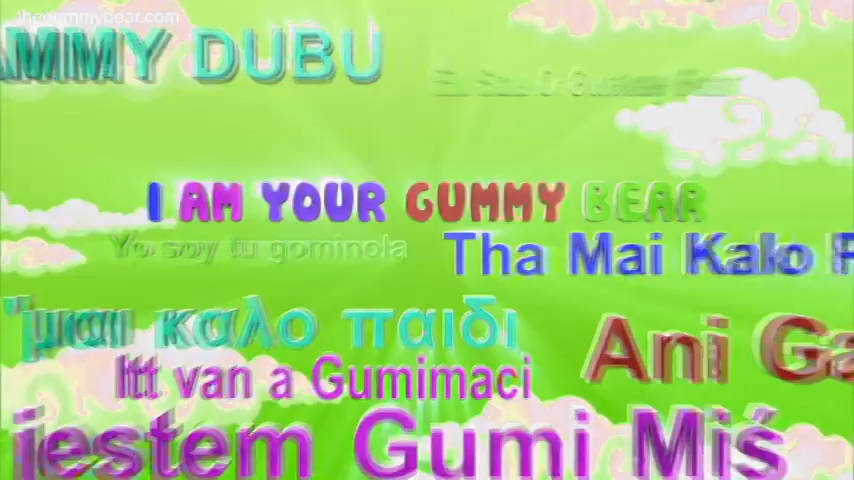 thegummybear.com
AMMY DUBU
I AM YOUR GUMMY BEAR
Yo soy tu gominola
Tha Mai Kalo
μαι καλο παιδι
Ani Ga
Itt van a Gumimaci
jestem Gumi Miś